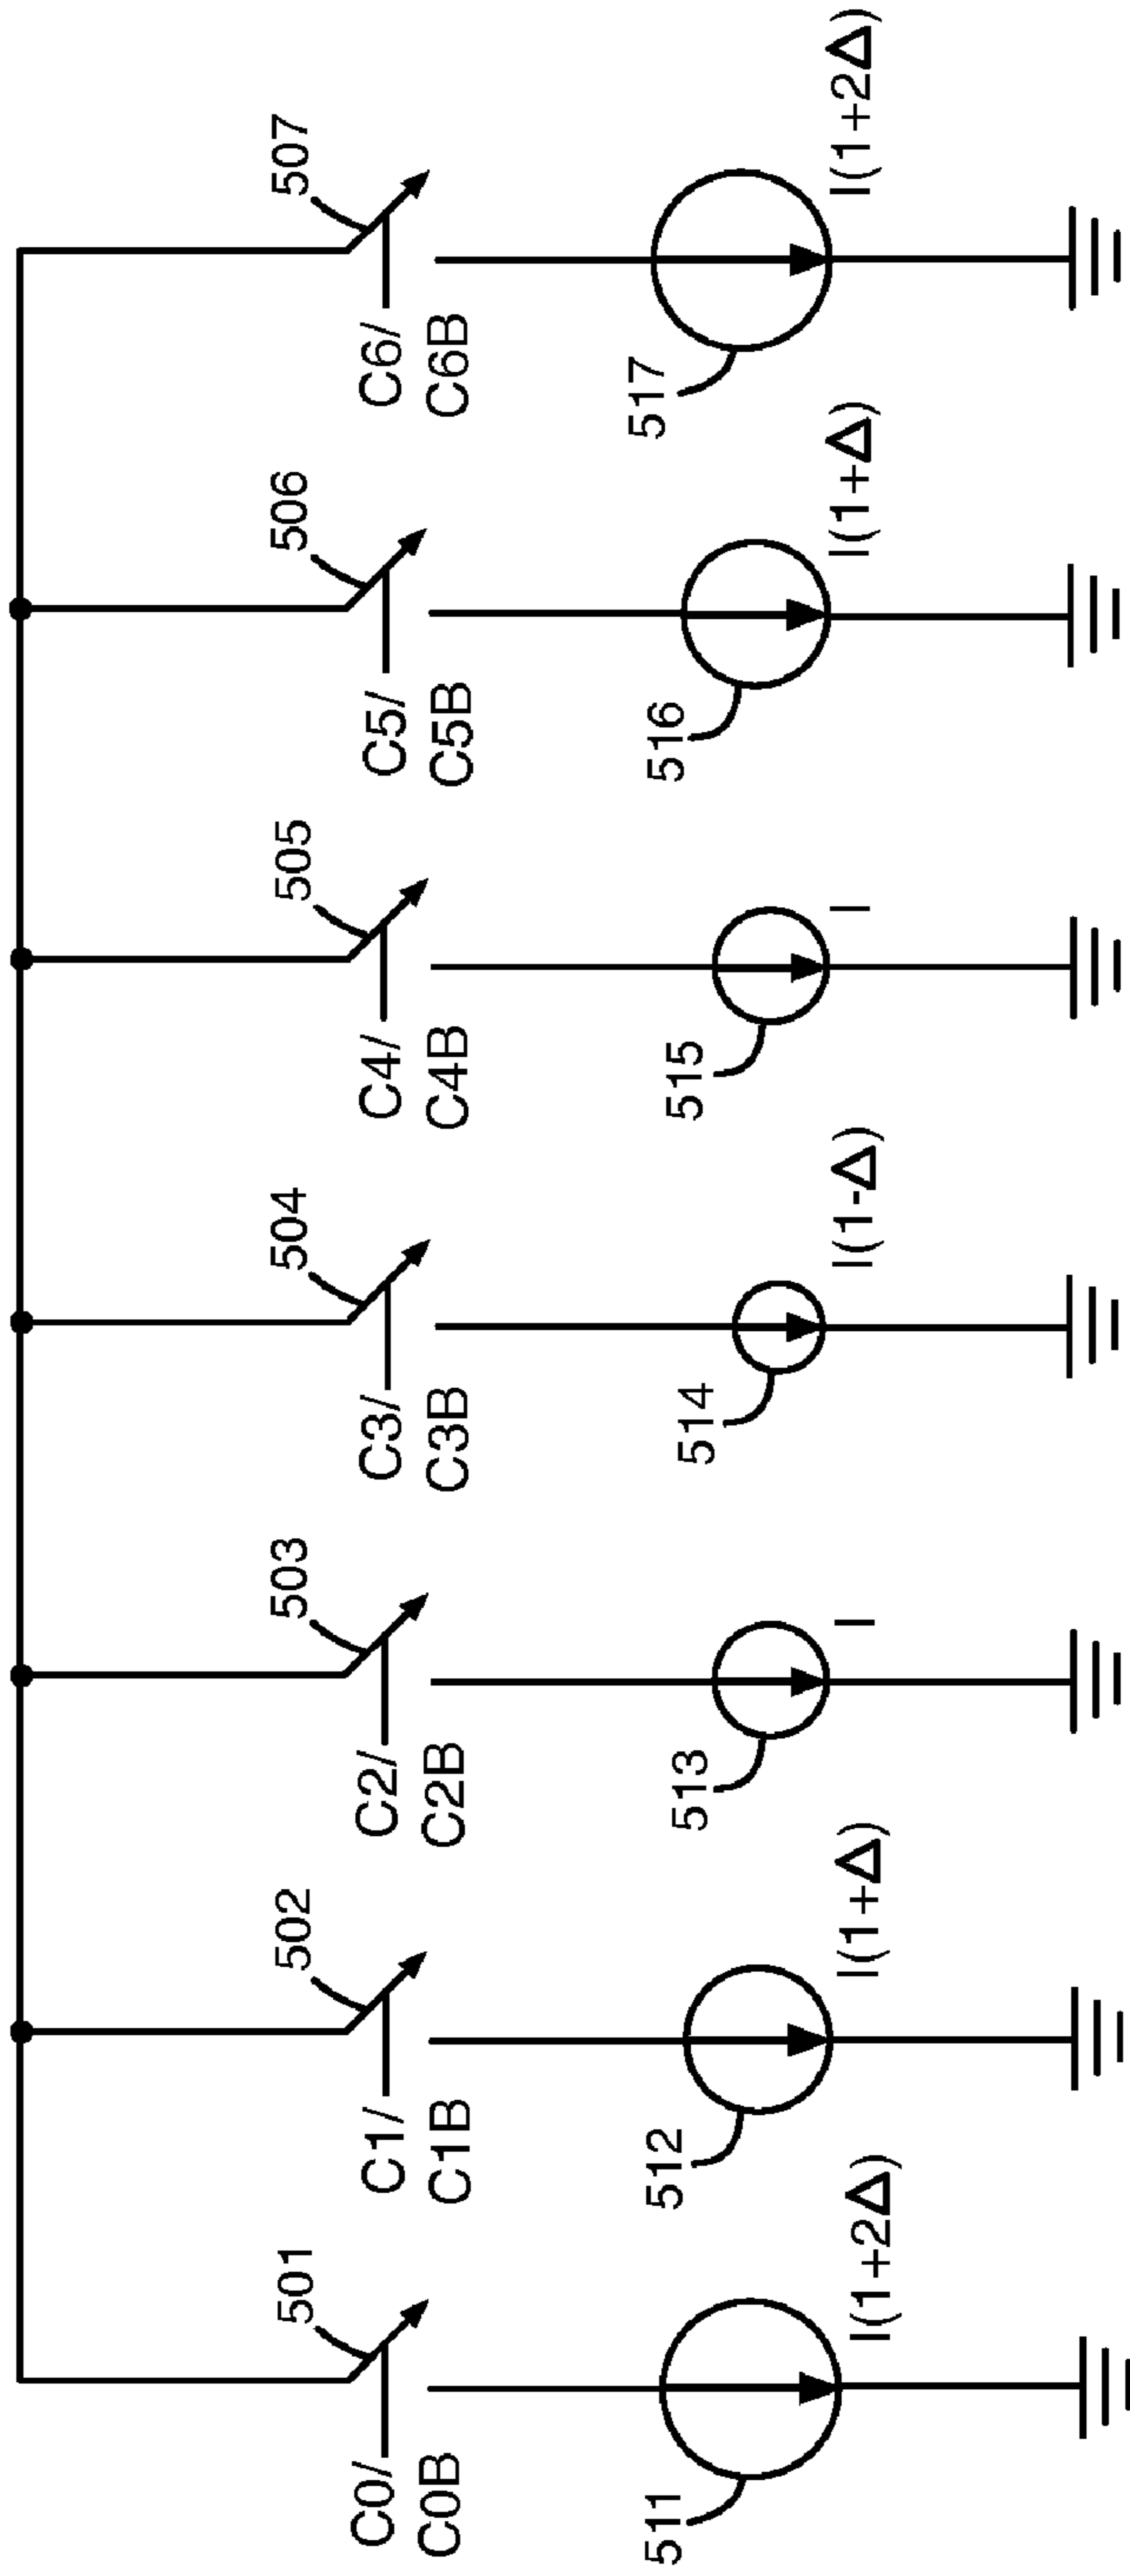 501
502
503
504
505
506
507
C0/
C0B
C1/
C1B
C2/
C2B
C3/
C3B
C4/
C4B
C5/
C5B
C6/
C6B
511
512
513
514
515
516
517
I(1+2Δ)
I(1+Δ)
I
I(1-Δ)
I
I(1+Δ)
I(1+2Δ)